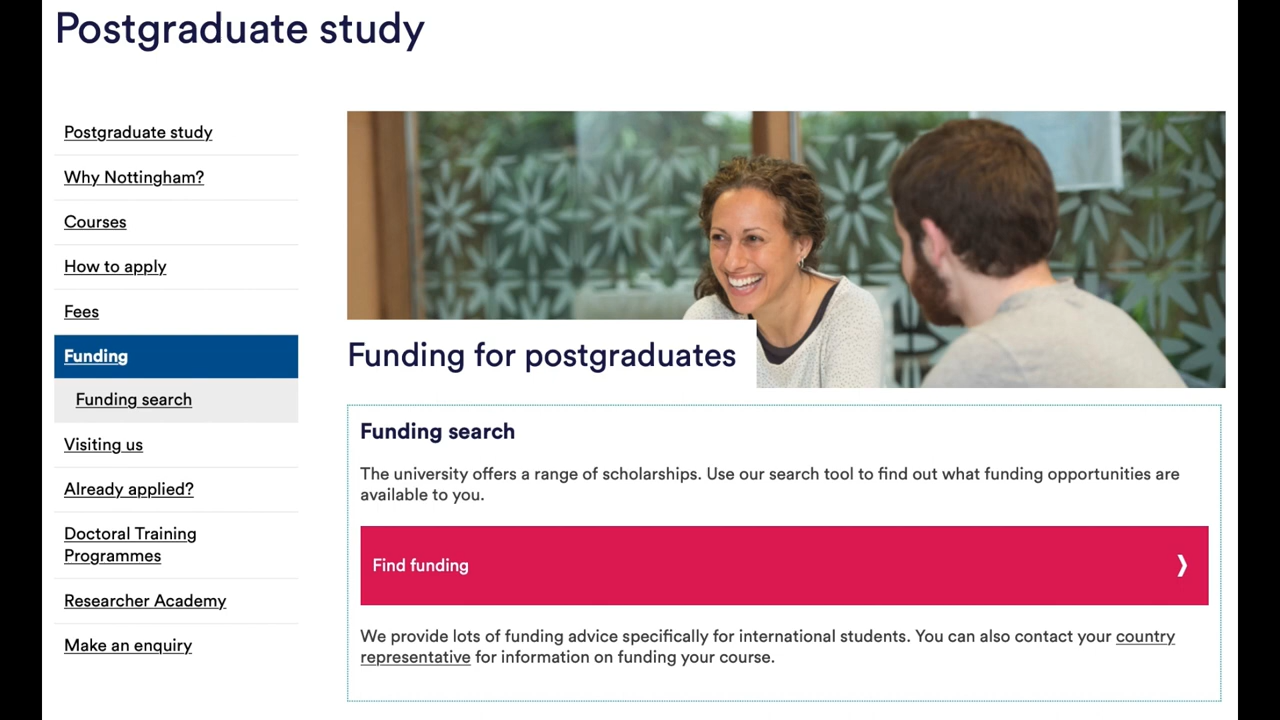 Postgraduate study
Postgraduate study
Why Nottingham?
Courses
How to apply
Fees
Funding
Funding search
Visiting us
Already applied?
Doctoral Training
Programmes
Researcher Academy
Make an enquiry
Funding for postgraduates
Funding search
The university offers a range of scholarships. Use our search tool to find out what funding opportunities are
available to you.
Find funding
We provide lots of funding advice specifically for international students. You can also contact your country
representative for information on funding your course.